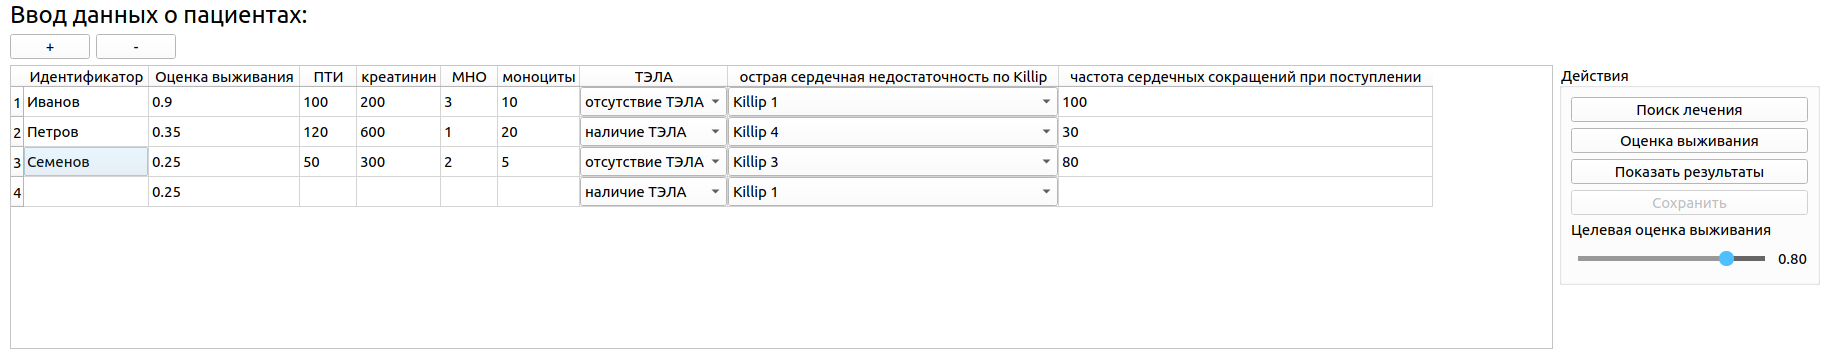 Ввод данных о пациентах:
+ -
Идентификатор Оценка выживания ПТИ креатинин МНО моноциты ТЭЛА острая сердечная недостаточность по Killip частота сердечных сокращений при поступлении
1 Иванов 0.9 100 200 3 10 отсутствие ТЭЛА Killip 1 100
2 Петров 0.35 120 600 1 20 наличие ТЭЛА Killip 4 30
3 Семенов 0.25 50 300 2 5 отсутствие ТЭЛА Killip 3 80
4 0.25 наличие ТЭЛА Killip 1
Действия
Поиск лечения
Оценка выживания
Показать результаты
Сохранить
Целевая оценка выживания
0.80